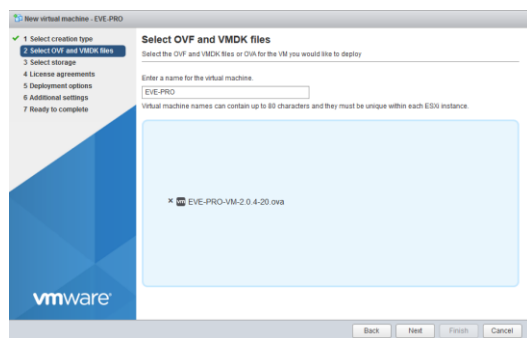 New virtual machine - EVE-PRO
1 Select creation type
2 Select OVF and VMDK files
3 Select storage
4 License agreements
5 Deployment options
6 Additional settings
7 Ready to complete
vmware
Select OVF and VMDK files
Select the OVF and VMDK files or OVA for the VM you would like to deploy
Enter a name for the virtual machine.
EVE-PRO
Virtual machine names can contain up to 80 characters and they must be unique within each ESXi instance.
× vm EVE-PRO-VM-2.0.4-20.ova
Back Next Finish Cancel